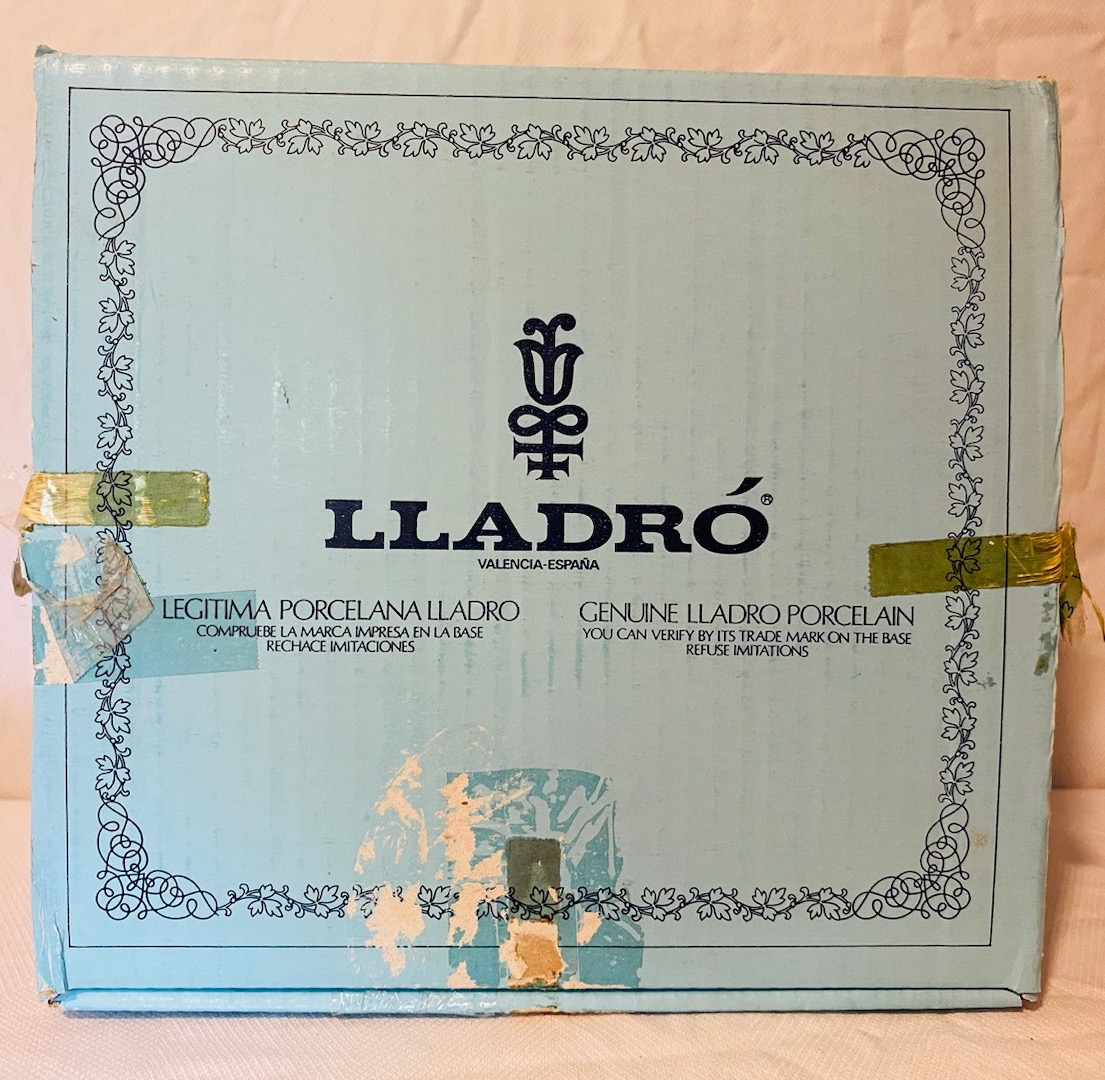 LLADRÓ®
VALENCIA-ESPAÑA
LEGITIMA PORCELANA LLADRO
COMPRUEBE LA MARCA IMPRESA EN LA BASE
RECHACE IMITACIONES
GENUINE LLADRO PORCELAIN
YOU CAN VERIFY BY ITS TRADE MARK ON THE BASE
REFUSE IMITATIONS